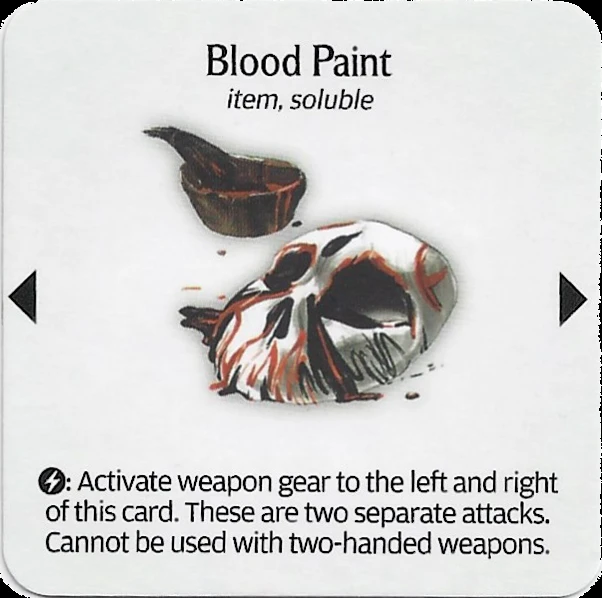 Blood Paint
item, soluble
: Activate weapon gear to the left and right
of this card. These are two separate attacks.
Cannot be used with two-handed weapons.